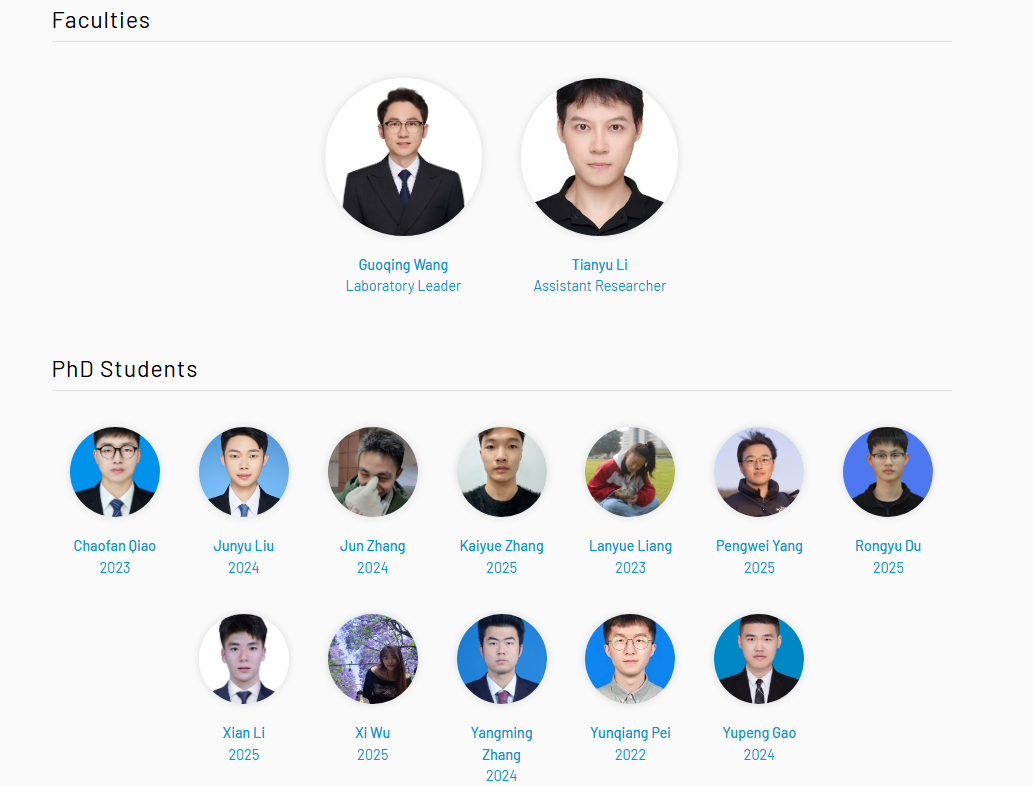 Faculties
Guoqing Wang
Laboratory Leader
Tianyu Li
Assistant Researcher
PhD Students
Chaofan Qiao
2023
Junyu Liu
2024
Jun Zhang
2024
Kaiyue Zhang
2025
Lanyue Liang
2023
Pengwei Yang
2025
Rongyu Du
2025
Xian Li
2025
Xi Wu
2025
Yangming
Zhang
2024
Yunqiang Pei
2022
Yupeng Gao
2024